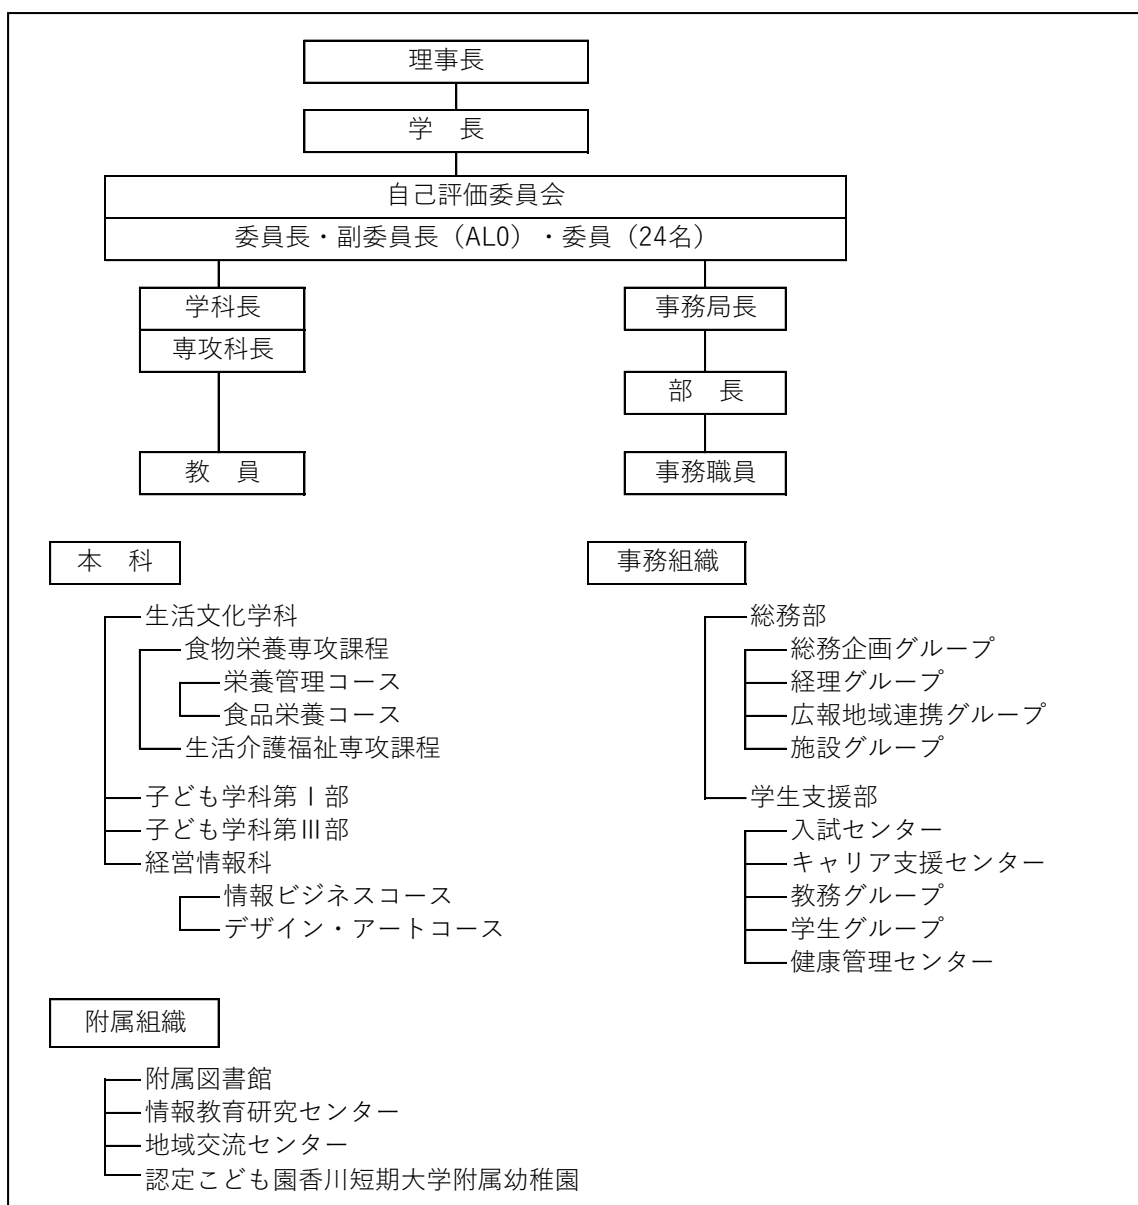 理事長
学　長
自己評価委員会
委員長・副委員長（ALO）・委員（24名）
学科長
専攻科長
教　員
事務局長
部　長
事務職員
本　科
生活文化学科
食物栄養専攻課程
栄養管理コース
食品栄養コース
生活介護福祉専攻課程
子ども学科第Ⅰ部
子ども学科第Ⅲ部
経営情報科
情報ビジネスコース
デザイン・アートコース
事務組織
総務部
総務企画グループ
経理グループ
広報地域連携グループ
施設グループ
学生支援部
入試センター
キャリア支援センター
教務グループ
学生グループ
健康管理センター
附属組織
附属図書館
情報教育研究センター
地域交流センター
認定こども園香川短期大学附属幼稚園